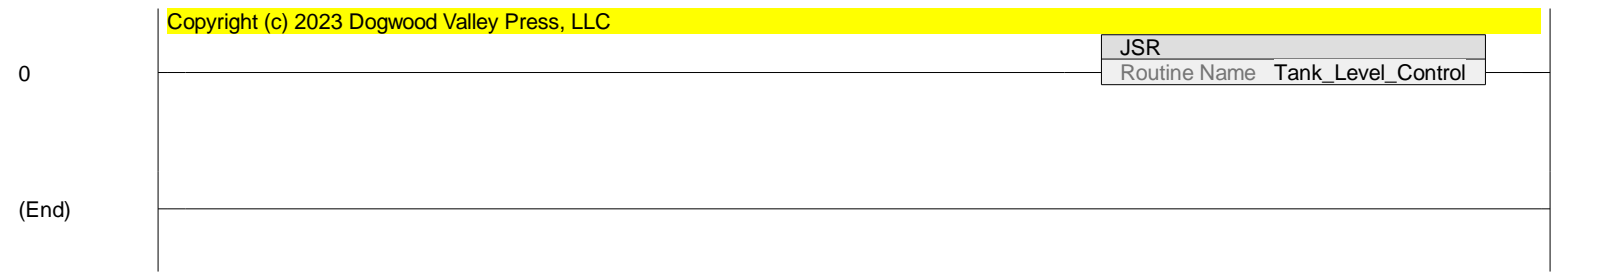 Copyright (c) 2023 Dogwood Valley Press, LLC
JSR
0
Routine Name Tank_Level_Control
(End)